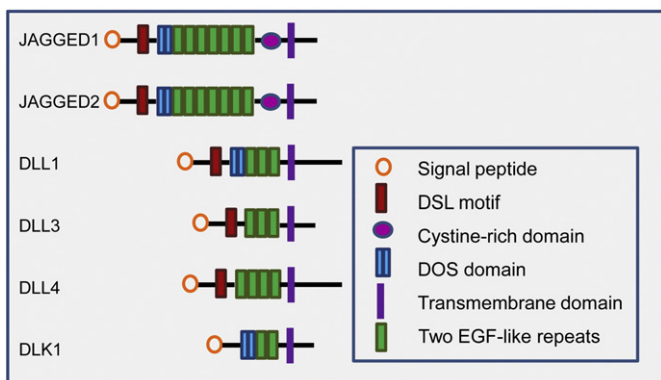 JAGGED1
JAGGED2
DLL1
DLL3
DLL4
DLK1
Signal peptide
DSL motif
Cystine-rich domain
DOS domain
Transmembrane domain
Two EGF-like repeats